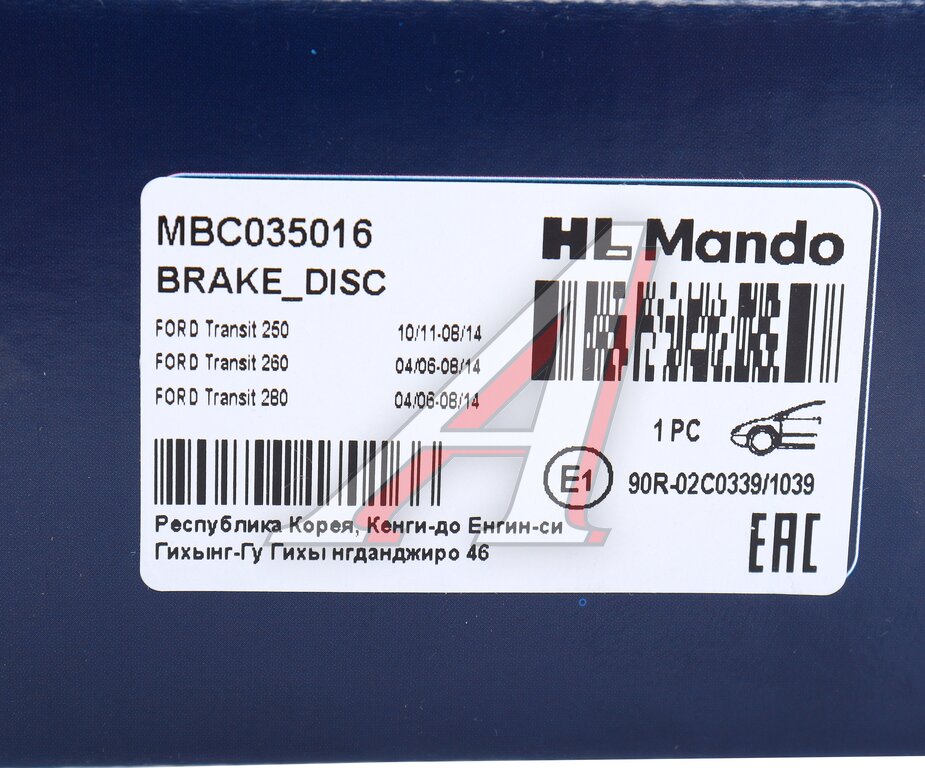 MBC035016
BRAKE_DISC
HL Mando
FORD Transit 250 10/11-08/14
FORD Transit 260 04/06-08/14
FORD Transit 280 04/06-08/14
1 PC
E1 90R-02C0339/1039
Республика Корея, Кенги-до Енгин-си
Гихынг-Гу Гихы нгданджиро 46
EAC